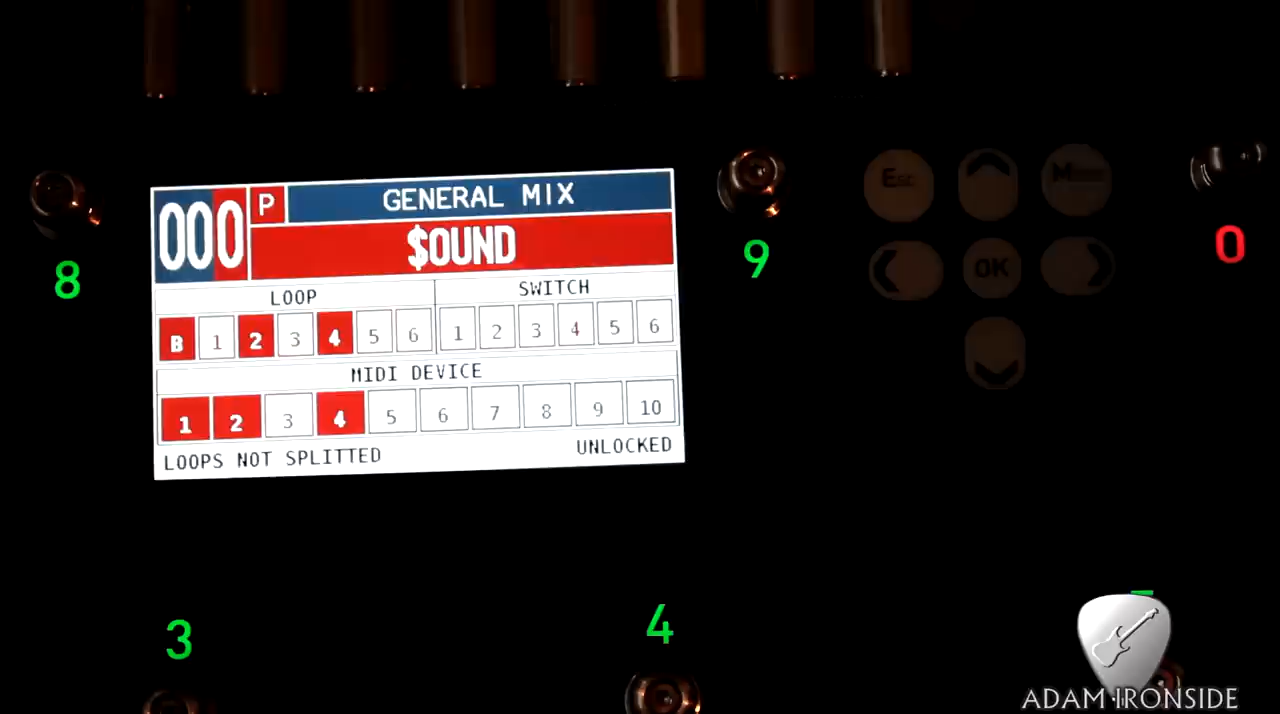 000 P GENERAL MIX
$OUND
LOOP SWITCH
B 1 2 3 4 5 6 1 2 3 4 5 6
MIDI DEVICE
1 2 3 4 5 6 7 8 9 10
LOOPS NOT SPLITTED UNLOCKED
8
9
Esc
OK
0
3
4
ADAM IRONSIDE